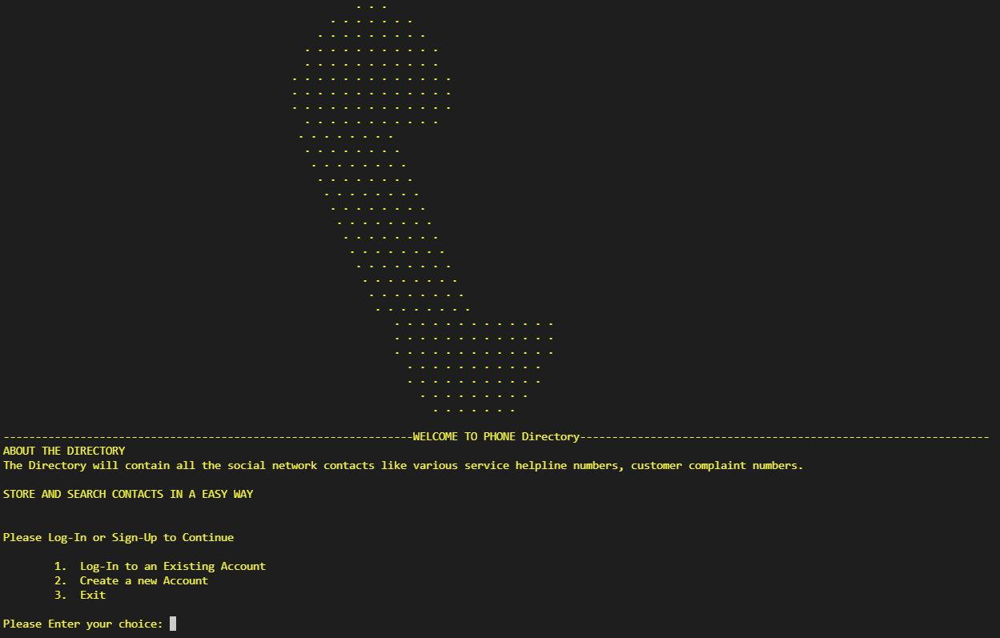 -----------------------------------------------------------------WELCOME TO PHONE Directory-----------------------------------------------------------------
ABOUT THE DIRECTORY
The Directory will contain all the social network contacts like various service helpline numbers, customer complaint numbers.
STORE AND SEARCH CONTACTS IN A EASY WAY
Please Log-In or Sign-Up to Continue
1. Log-In to an Existing Account
2. Create a new Account
3. Exit
Please Enter your choice: